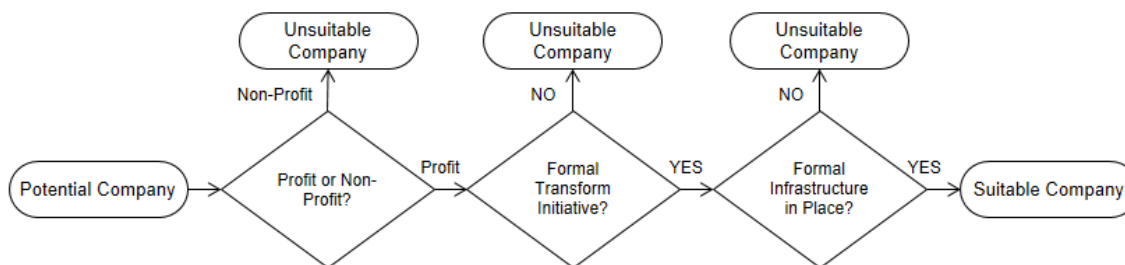 Unsuitable
Company
Unsuitable
Company
Unsuitable
Company
Non-Profit
NO
NO
Potential Company
Profit or Non-
Profit?
Profit
Formal
Transform
Initiative?
YES
Formal
Infrastructure
in Place?
YES
Suitable Company